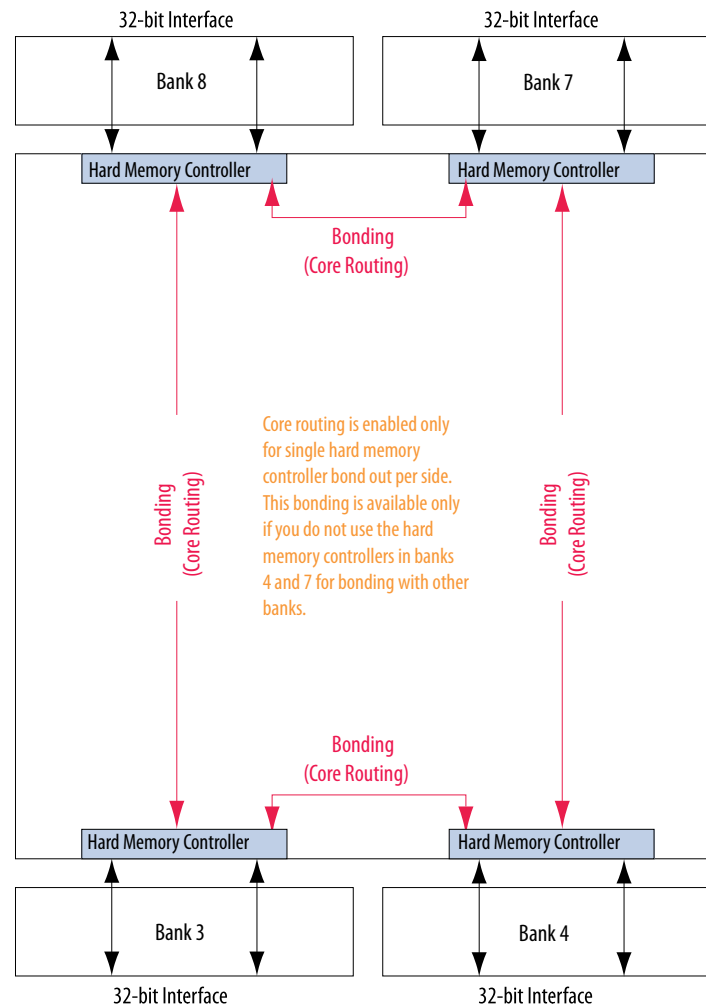 32-bit Interface
32-bit Interface
Bank 8
Bank 7
Hard Memory Controller
Hard Memory Controller
Bonding
(Core Routing)
Bonding
(Core Routing)
Core routing is enabled only
for single hard memory
controller bond out per side.
This bonding is available only
if you do not use the hard
memory controllers in banks
4 and 7 for bonding with other
banks.
Bonding
(Core Routing)
Bonding
(Core Routing)
Hard Memory Controller
Hard Memory Controller
Bank 3
Bank 4
32-bit Interface
32-bit Interface